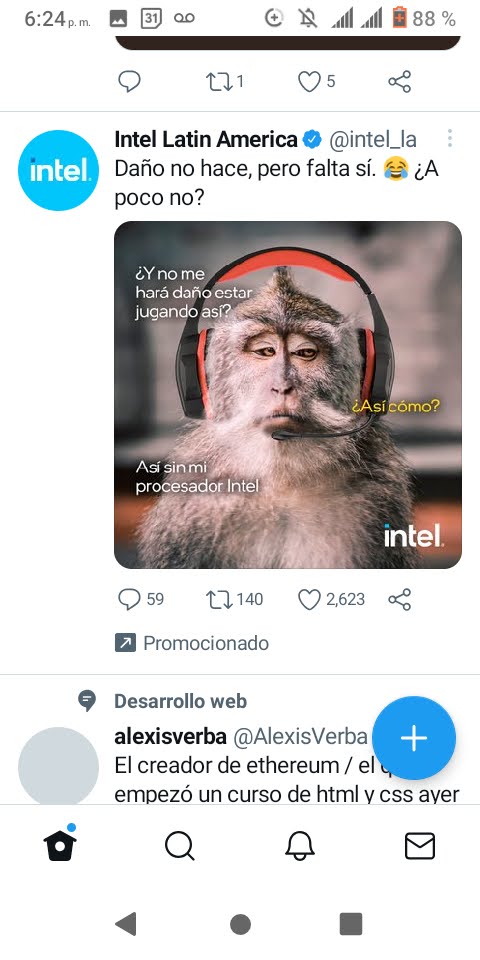 6:24 p. m.
31
88 %
1
5
Intel Latin America @intel_la
Daño no hace, pero falta sí. 😂 ¿A
poco no?
intel.
¿Y no me
hará daño estar
jugando así?
¿Así cómo?
Así sin mi
procesador Intel
intel.
59
140
2,623
Promocionado
Desarrollo web
alexisverba @AlexisVerba
El creador de ethereum / el
empezó un curso de html y css ayer